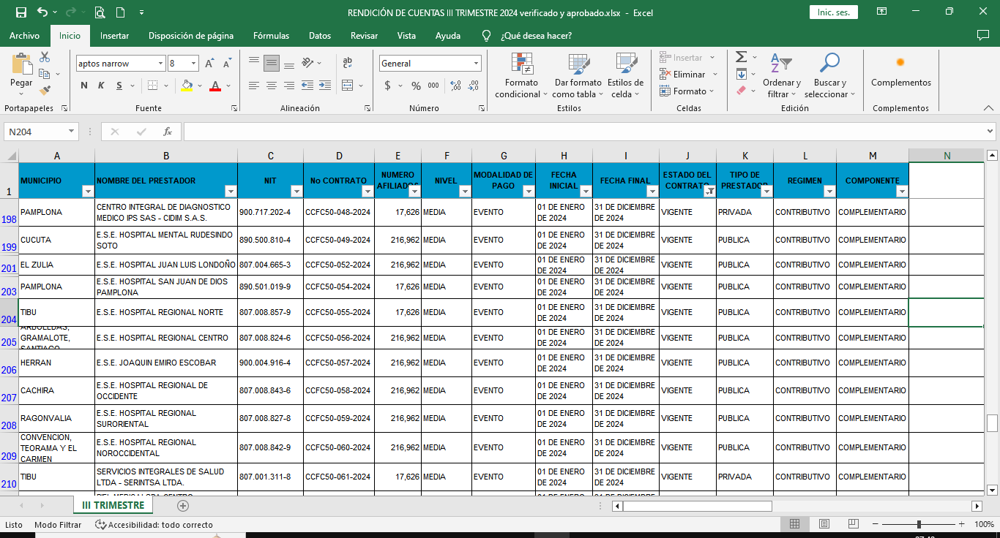 RENDICIÓN DE CUENTAS III TRIMESTRE 2024 verificado y aprobado.xlsx - Excel
Inic. ses.
Archivo Inicio Insertar Disposición de página Fórmulas Datos Revisar Vista Ayuda ¿Qué desea hacer?
Pegar
aptos narrow 8
N K S
General
$ % 000
Formato condicional
Dar formato como tabla
Estilos de celda
Insertar
Eliminar
Formato
Ordenar y filtrar
Buscar y seleccionar
Complementos
Portapapeles Fuente Alineación Número Estilos Celdas Edición Complementos
N204 fx
A B C D E F G H I J K L M N
1 MUNICIPIO NOMBRE DEL PRESTADOR NIT No CONTRATO NUMERO AFILIADOS NIVEL MODALIDAD DE PAGO FECHA INICIAL FECHA FINAL ESTADO DEL CONTRATO TIPO DE PRESTADOR REGIMEN COMPONENTE
198 PAMPLONA CENTRO INTEGRAL DE DIAGNOSTICO MEDICO IPS SAS - CIDIM S.A.S. 900.717.202-4 CCFC50-048-2024 17,626 MEDIA EVENTO 01 DE ENERO DE 2024 31 DE DICIEMBRE DE 2024 VIGENTE PRIVADA CONTRIBUTIVO COMPLEMENTARIO
199 CUCUTA E.S.E. HOSPITAL MENTAL RUDESINDO SOTO 890.500.810-4 CCFC50-049-2024 216,962 MEDIA EVENTO 01 DE ENERO DE 2024 31 DE DICIEMBRE DE 2024 VIGENTE PUBLICA CONTRIBUTIVO COMPLEMENTARIO
201 EL ZULIA E.S.E. HOSPITAL JUAN LUIS LONDOÑO 807.004.665-3 CCFC50-052-2024 216,962 MEDIA EVENTO 01 DE ENERO DE 2024 31 DE DICIEMBRE DE 2024 VIGENTE PUBLICA CONTRIBUTIVO COMPLEMENTARIO
203 PAMPLONA E.S.E. HOSPITAL SAN JUAN DE DIOS PAMPLONA 890.501.019-9 CCFC50-054-2024 17,626 MEDIA EVENTO 01 DE ENERO DE 2024 31 DE DICIEMBRE DE 2024 VIGENTE PUBLICA CONTRIBUTIVO COMPLEMENTARIO
204 TIBU E.S.E. HOSPITAL REGIONAL NORTE 807.008.857-9 CCFC50-055-2024 17,626 MEDIA EVENTO 01 DE ENERO DE 2024 31 DE DICIEMBRE DE 2024 VIGENTE PUBLICA CONTRIBUTIVO COMPLEMENTARIO
205 GRAMALOTE, E.S.E. HOSPITAL REGIONAL CENTRO 807.008.824-6 CCFC50-056-2024 216,962 MEDIA EVENTO 01 DE ENERO DE 2024 31 DE DICIEMBRE DE 2024 VIGENTE PUBLICA CONTRIBUTIVO COMPLEMENTARIO
206 HERRAN E.S.E. JOAQUIN EMIRO ESCOBAR 900.004.916-4 CCFC50-057-2024 216,962 MEDIA EVENTO 01 DE ENERO DE 2024 31 DE DICIEMBRE DE 2024 VIGENTE PUBLICA CONTRIBUTIVO COMPLEMENTARIO
207 CACHIRA E.S.E. HOSPITAL REGIONAL DE OCCIDENTE 807.008.843-6 CCFC50-058-2024 216,962 MEDIA EVENTO 01 DE ENERO DE 2024 31 DE DICIEMBRE DE 2024 VIGENTE PUBLICA CONTRIBUTIVO COMPLEMENTARIO
208 RAGONVALIA E.S.E. HOSPITAL REGIONAL SURORIENTAL 807.008.827-8 CCFC50-059-2024 216,962 MEDIA EVENTO 01 DE ENERO DE 2024 31 DE DICIEMBRE DE 2024 VIGENTE PUBLICA CONTRIBUTIVO COMPLEMENTARIO
209 CONVENCION, TEORAMA Y EL CARMEN E.S.E. HOSPITAL REGIONAL NOROCCIDENTAL 807.008.842-9 CCFC50-060-2024 216,962 MEDIA EVENTO 01 DE ENERO DE 2024 31 DE DICIEMBRE DE 2024 VIGENTE PUBLICA CONTRIBUTIVO COMPLEMENTARIO
210 TIBU SERVICIOS INTEGRALES DE SALUD LTDA - SERINTSA LTDA. 807.001.311-8 CCFC50-061-2024 17,626 MEDIA EVENTO 01 DE ENERO DE 2024 31 DE DICIEMBRE DE 2024 VIGENTE PRIVADA CONTRIBUTIVO COMPLEMENTARIO
III TRIMESTRE
Listo Modo Filtrar Accesibilidad: todo correcto 100%